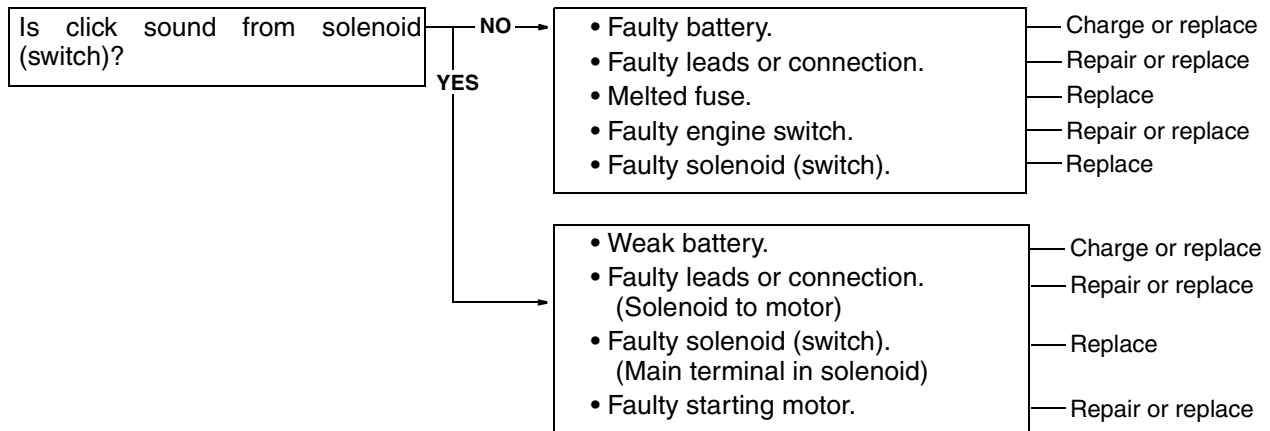 Is click sound from solenoid
(switch)?
NO
YES
• Faulty battery.
• Faulty leads or connection.
• Melted fuse.
• Faulty engine switch.
• Faulty solenoid (switch).
Charge or replace
Repair or replace
Replace
Repair or replace
Replace
• Weak battery.
• Faulty leads or connection.
(Solenoid to motor)
• Faulty solenoid (switch).
(Main terminal in solenoid)
• Faulty starting motor.
Charge or replace
Repair or replace
Replace
Repair or replace